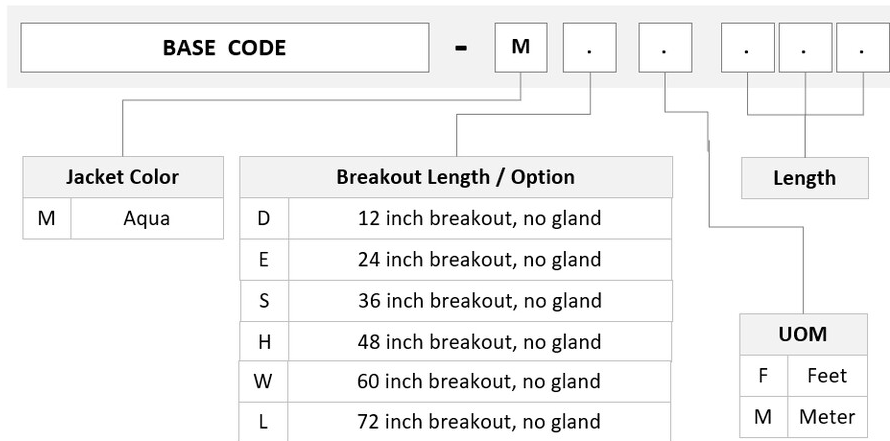 BASE CODE - M . . . . .
Jacket Color
M Aqua
Breakout Length / Option
D 12 inch breakout, no gland
E 24 inch breakout, no gland
S 36 inch breakout, no gland
H 48 inch breakout, no gland
W 60 inch breakout, no gland
L 72 inch breakout, no gland
Length
UOM
F Feet
M Meter